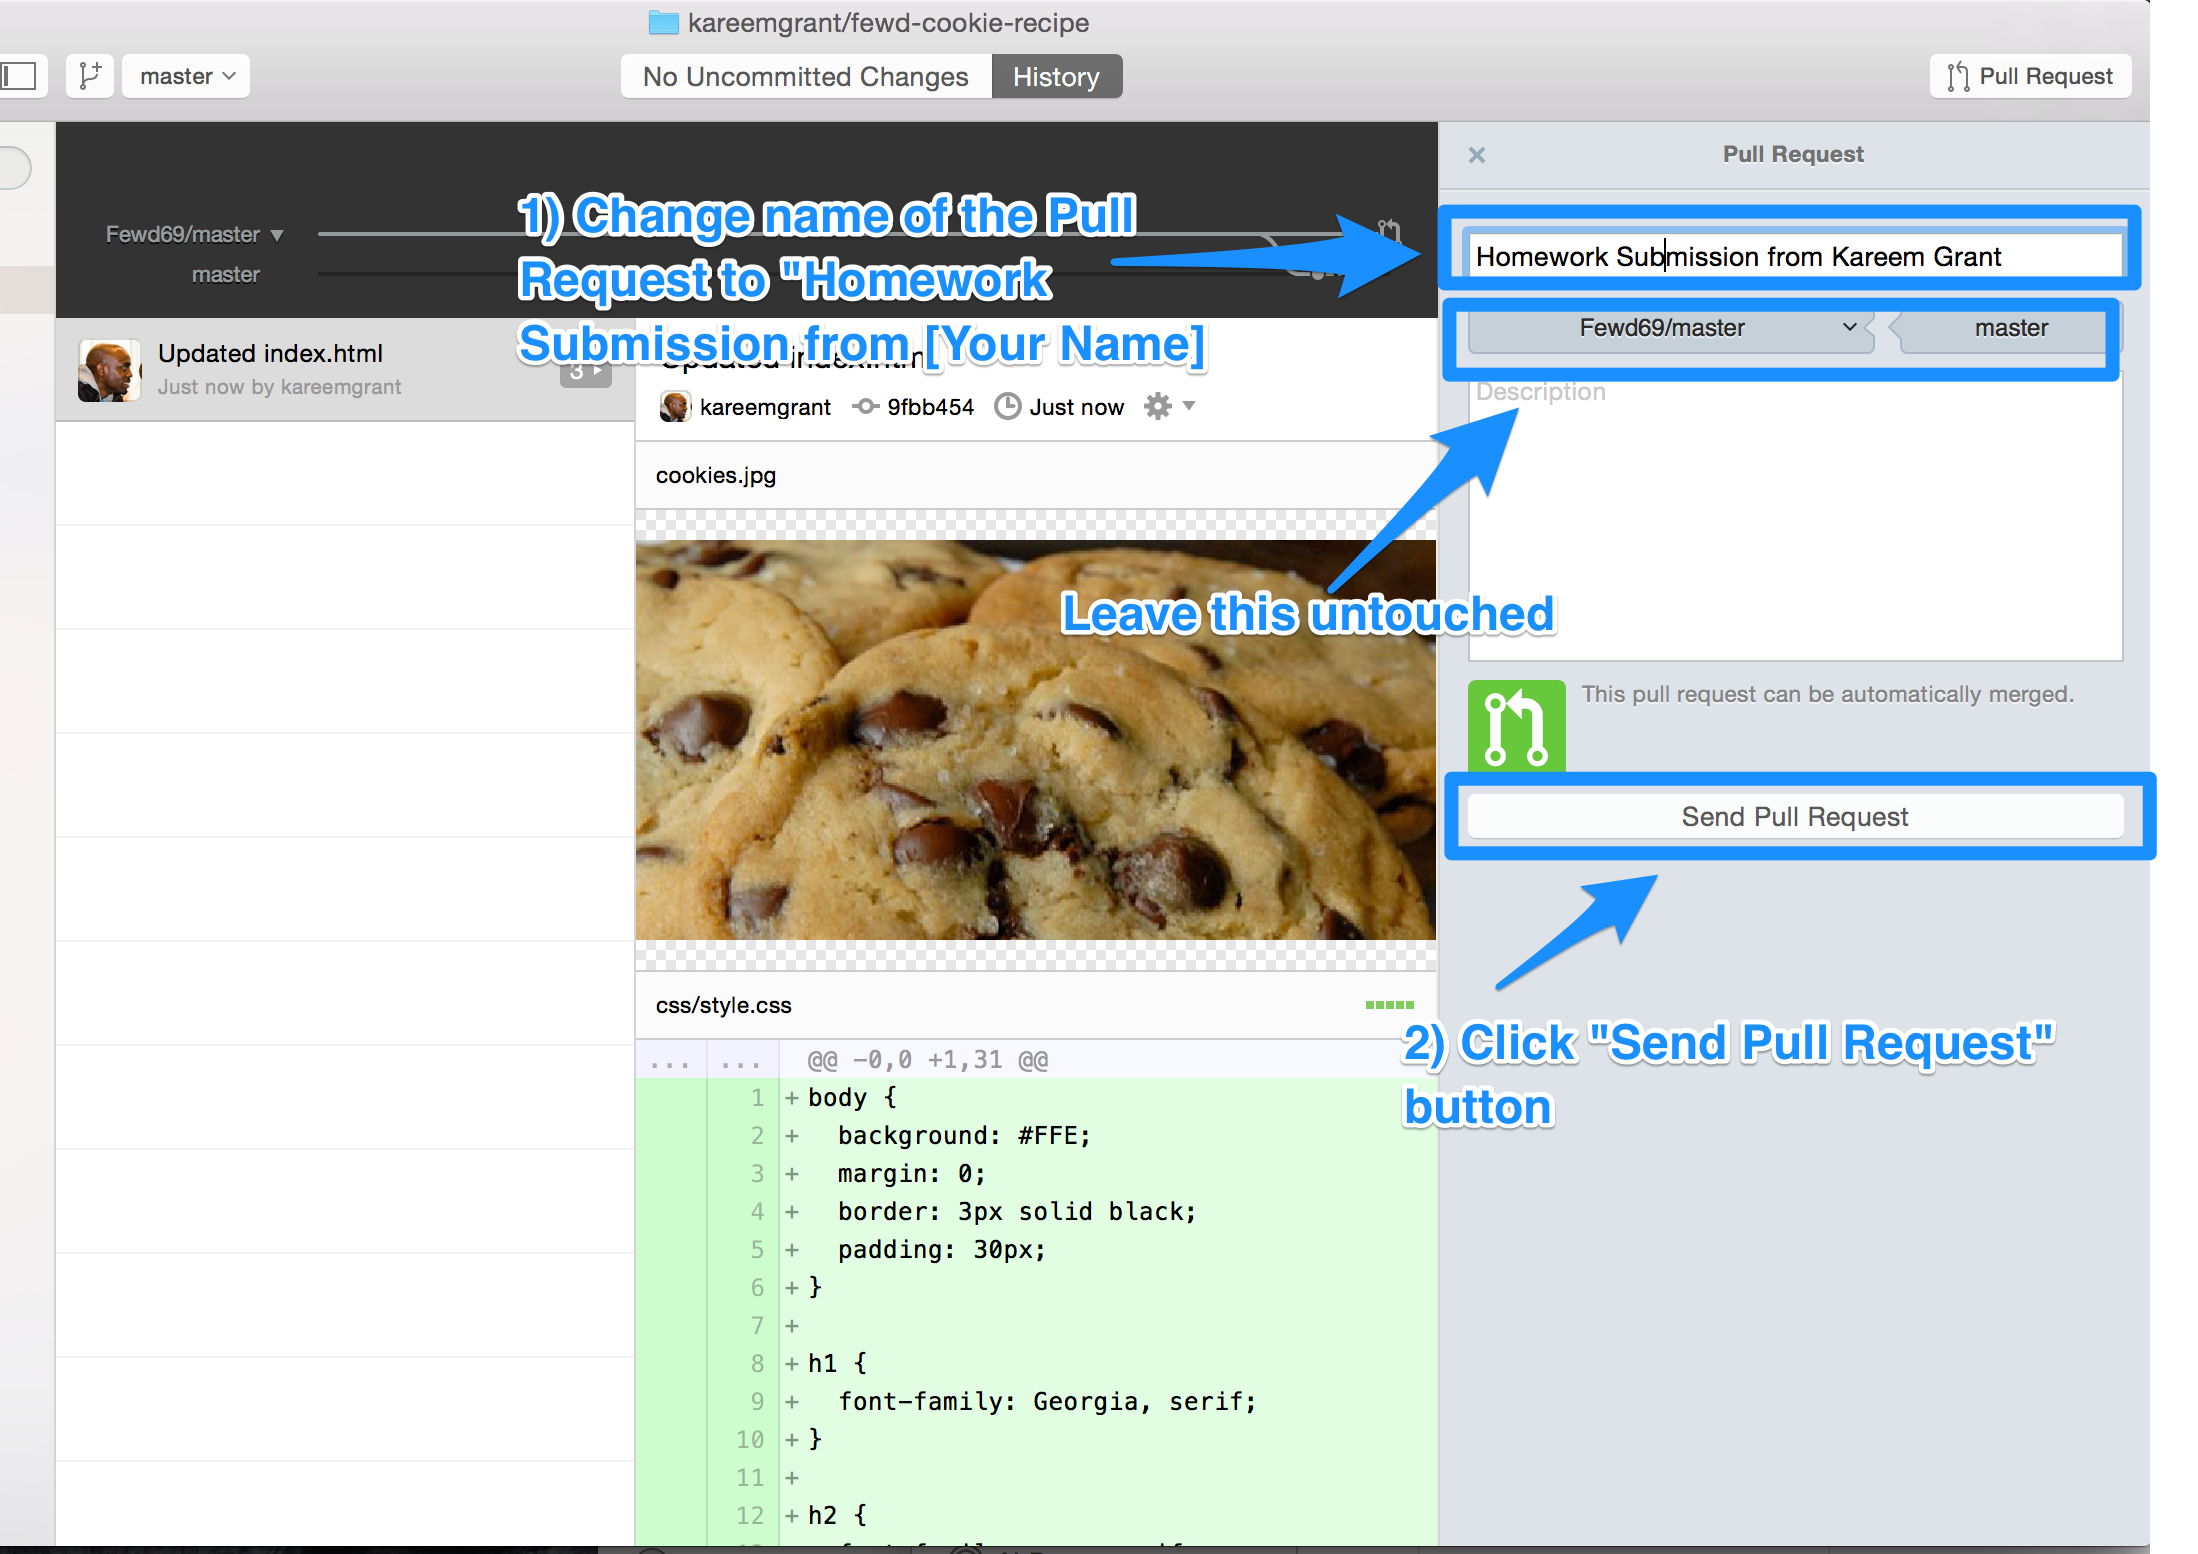 kareemgrant/fewd-cookie-recipe
master
No Uncommitted Changes
History
Pull Request
Pull Request
Fewd69/master
master
1) Change name of the Pull
Request to "Homework
Submission from [Your Name]
Homework Submission from Kareem Grant
Fewd69/master
master
Description
Updated index.html
Just now by kareemgrant
3
Updated index.html
kareemgrant
9fbb454
Just now
cookies.jpg
Leave this untouched
This pull request can be automatically merged.
Send Pull Request
2) Click "Send Pull Request"
button
css/style.css
... ... @@ -0,0 +1,31 @@
1 + body {
2 + background: #FFE;
3 + margin: 0;
4 + border: 3px solid black;
5 + padding: 30px;
6 + }
7 +
8 + h1 {
9 + font-family: Georgia, serif;
10 + }
11 +
12 + h2 {